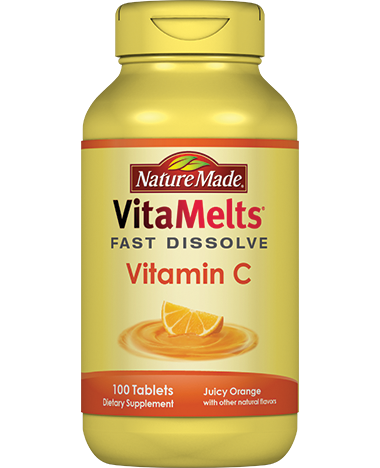 Nature Made®
VitaMelts®
FAST DISSOLVE
Vitamin C
100 Tablets
Dietary Supplement
Juicy Orange
with other natural flavors